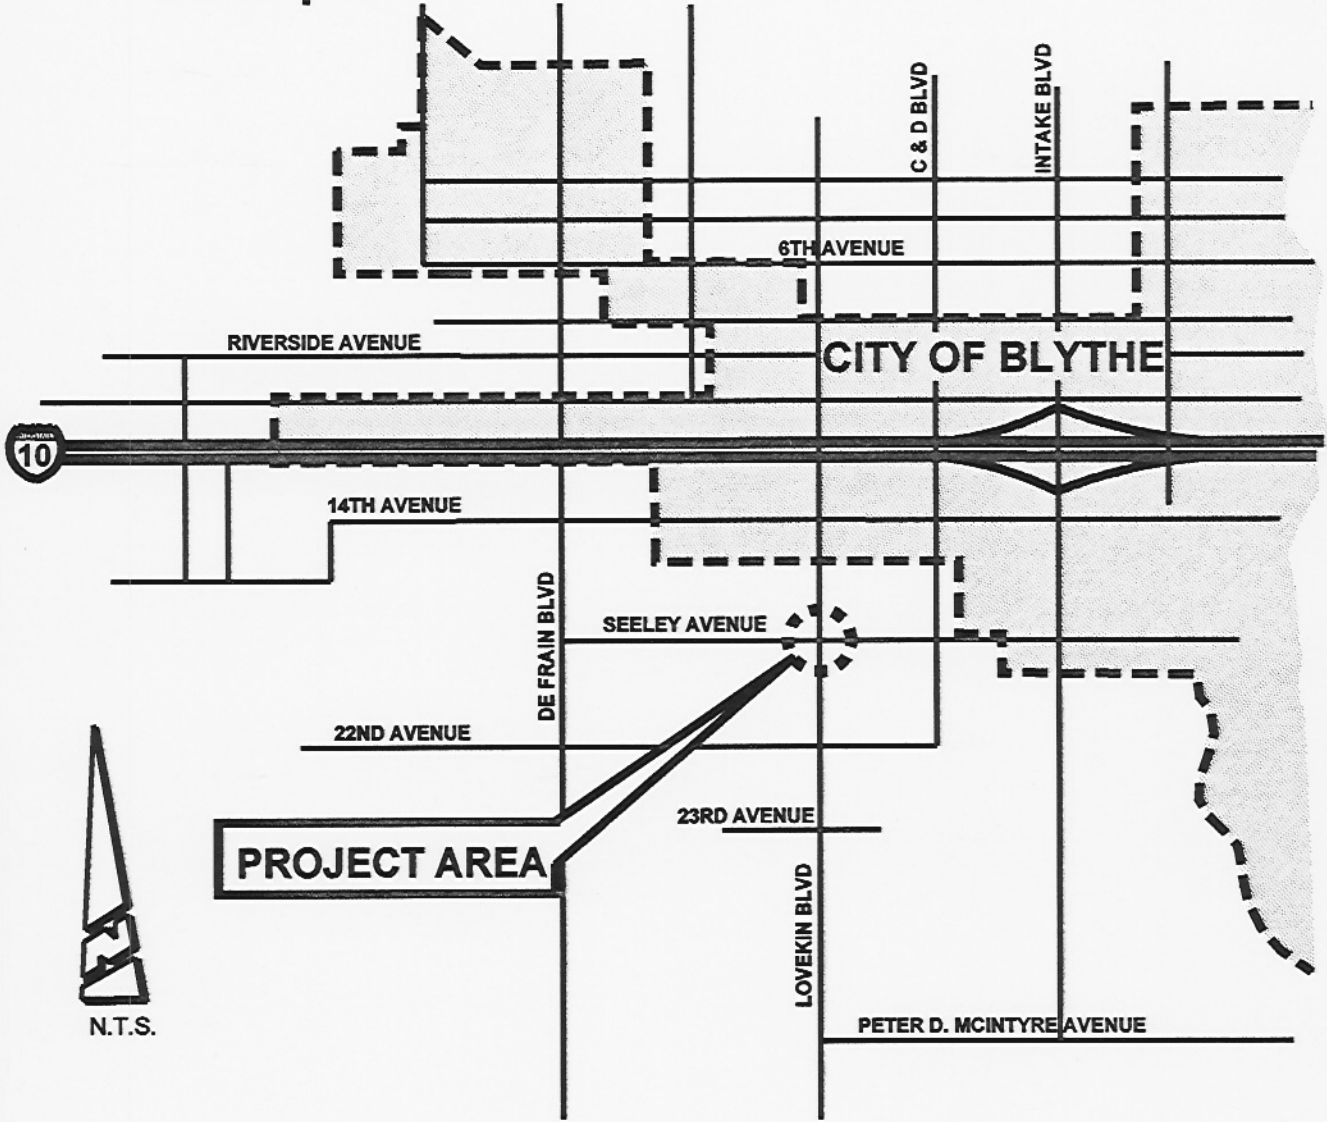 C & D BLVD
INTAKE BLVD
6TH AVENUE
RIVERSIDE AVENUE
CITY OF BLYTHE
10
14TH AVENUE
DE FRAIN BLVD
SEELEY AVENUE
22ND AVENUE
23RD AVENUE
PROJECT AREA
LOVEKIN BLVD
N.T.S.
PETER D. MCINTYRE AVENUE